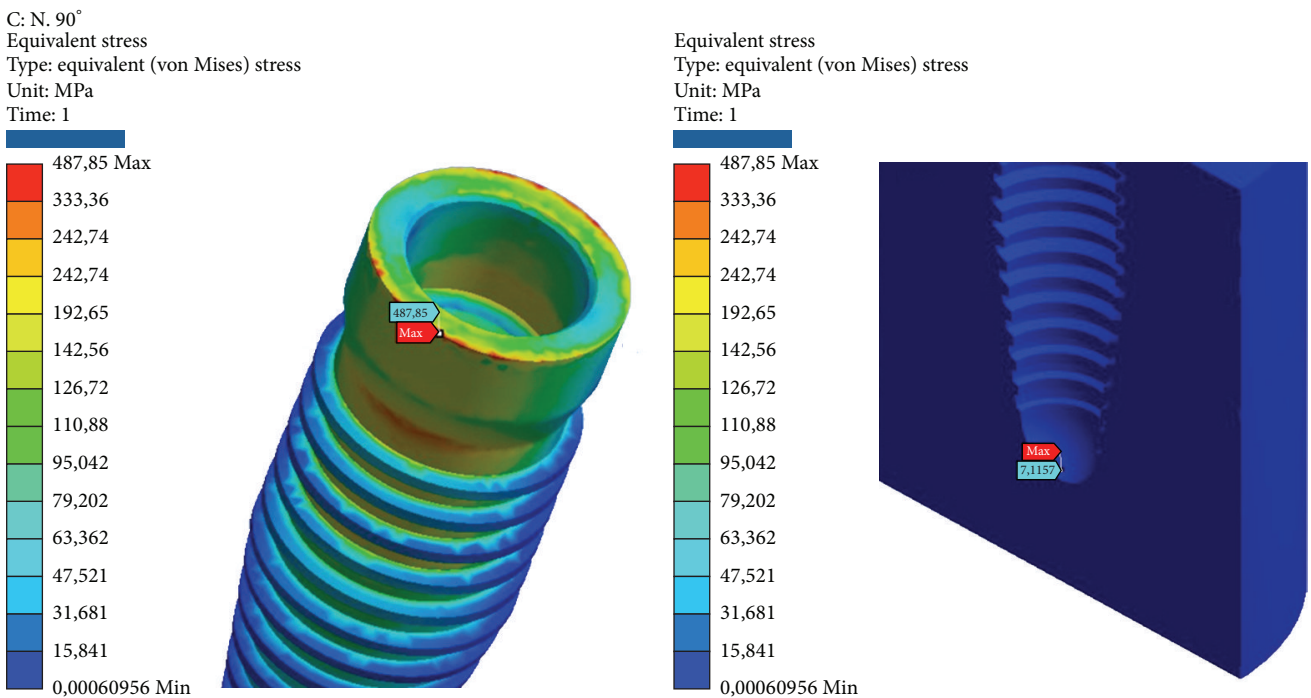 C: N. 90°
Equivalent stress
Type: equivalent (von Mises) stress
Unit: MPa
Time: 1
487,85 Max
333,36
242,74
242,74
192,65
142,56
126,72
110,88
95,042
79,202
63,362
47,521
31,681
15,841
0,00060956 Min
487,85
Max
Equivalent stress
Type: equivalent (von Mises) stress
Unit: MPa
Time: 1
487,85 Max
333,36
242,74
242,74
192,65
142,56
126,72
110,88
95,042
79,202
63,362
47,521
31,681
15,841
0,00060956 Min
Max
7,1157